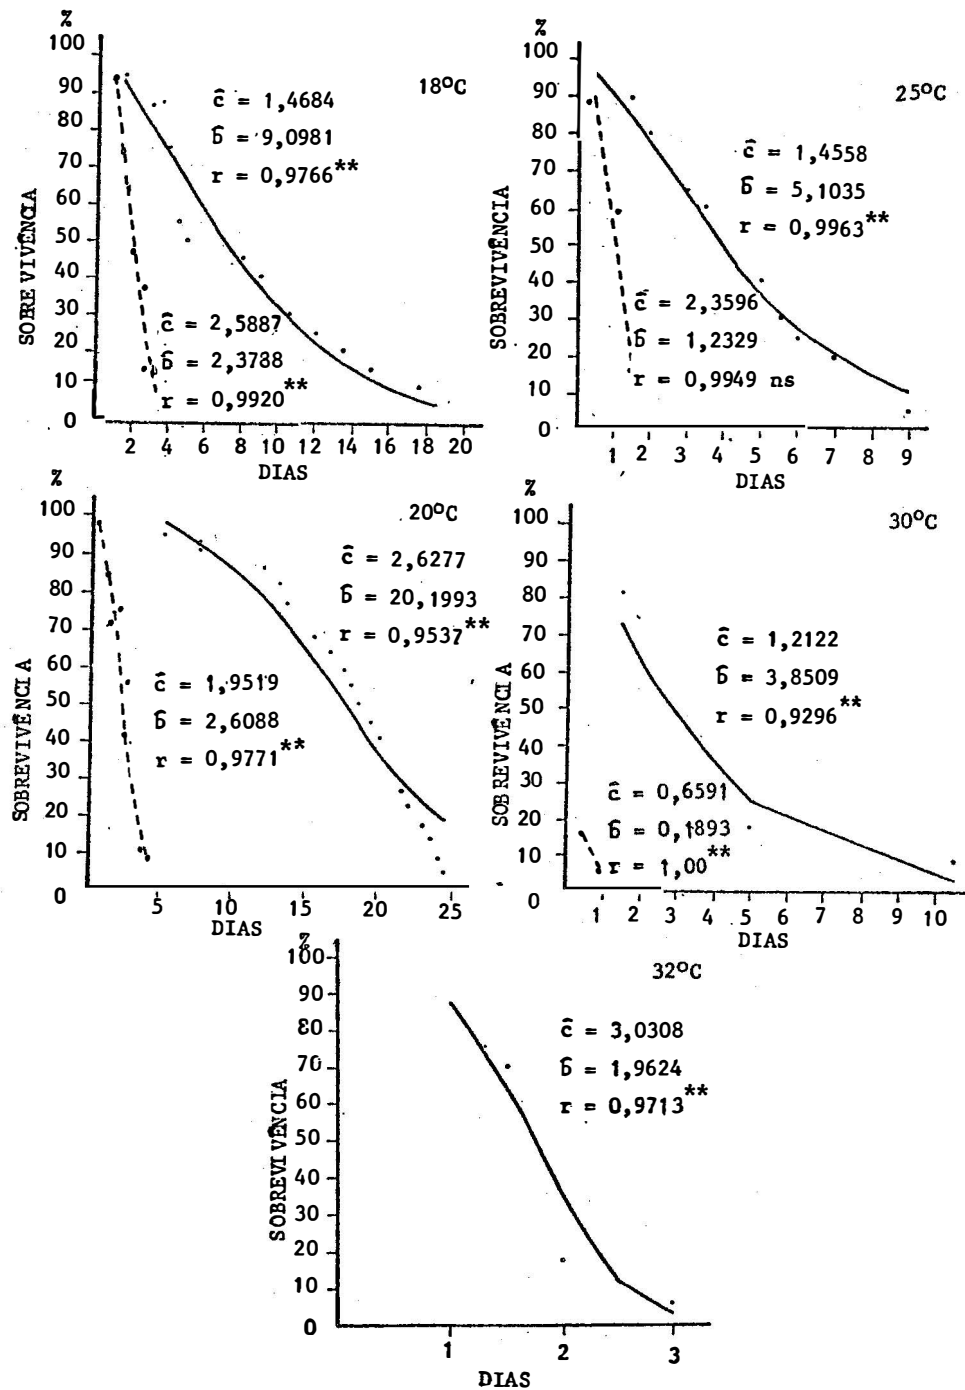 %
100
90
80
70
60
50
40
30
20
10
0
SOBREVIVÊNCIA
18ºC
ĉ = 1,4684
b̂ = 9,0981
r = 0,9766**
ĉ = 2,5887
b̂ = 2,3788
r = 0,9920**
2 4 6 8 10 12 14 16 18 20
DIAS
%
100
90
80
70
60
50
40
30
20
10
0
SOBREVIVÊNCIA
25ºC
ĉ = 1,4558
b̂ = 5,1035
r = 0,9963**
ĉ = 2,3596
b̂ = 1,2329
r = 0,9949 ns
1 2 3 4 5 6 7 8 9
DIAS
%
100
90
80
70
60
50
40
30
20
10
0
SOBREVIVÊNCIA
20ºC
ĉ = 2,6277
b̂ = 20,1993
r = 0,9537**
ĉ = 1,9519
b̂ = 2,6088
r = 0,9771**
5 10 15 20 25
DIAS
%
100
90
80
70
60
50
40
30
20
10
0
SOBREVIVÊNCIA
30ºC
ĉ = 1,2122
b̂ = 3,8509
r = 0,9296**
ĉ = 0,6591
b̂ = 0,1893
r = 1,00**
1 2 3 4 5 6 7 8 9 10
DIAS
%
100
90
80
70
60
50
40
30
20
10
0
SOBREVIVÊNCIA
32ºC
ĉ = 3,0308
b̂ = 1,9624
r = 0,9713**
1 2 3
DIAS